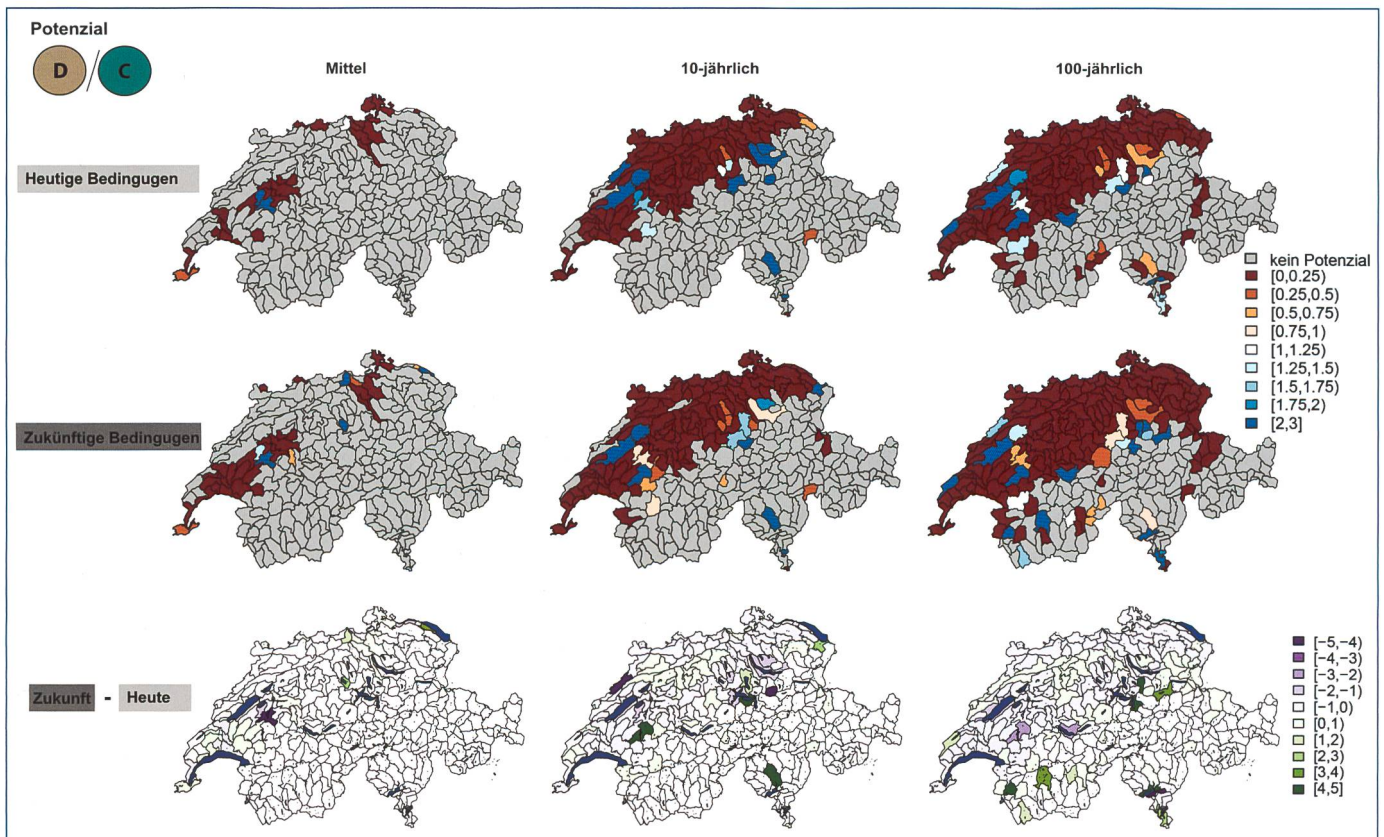 Potenzial
D / C
Mittel
10-jährlich
100-jährlich
Heutige Bedingugen
kein Potenzial
[0,0.25)
[0.25,0.5)
[0.5,0.75)
[0.75,1)
[1,1.25)
[1.25,1.5)
[1.5,1.75)
[1.75,2)
[2,3]
Zukünftige Bedingugen
Zukunft - Heute
[−5,−4)
[−4,−3)
[−3,−2)
[−2,−1)
[−1,0)
[0,1)
[1,2)
[2,3)
[3,4)
[4,5]